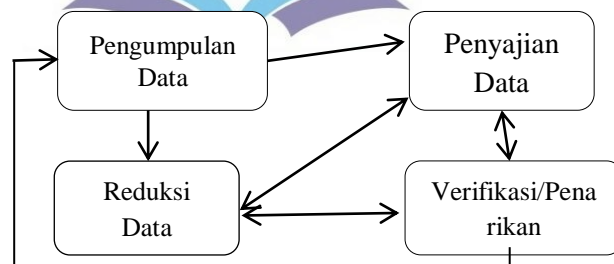 Pengumpulan
Data
Penyajian
Data
Reduksi
Data
Verifikasi/Pena
rikan